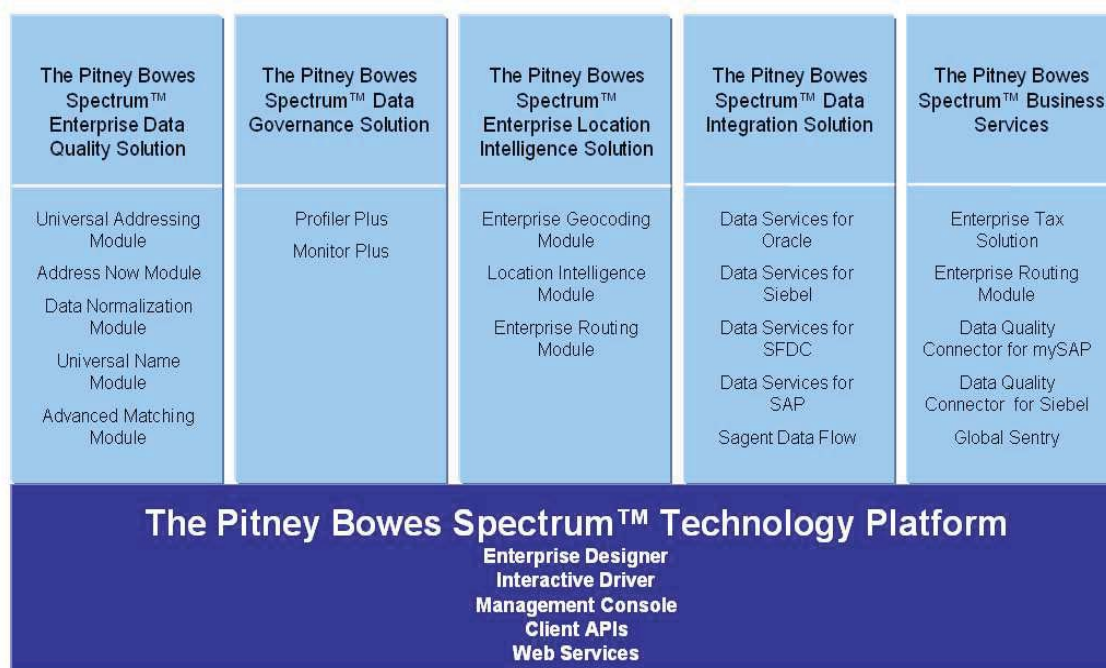 The Pitney Bowes
Spectrum™
Enterprise Data
Quality Solution
Universal Addressing
Module
Address Now Module
Data Normalization
Module
Universal Name
Module
Advanced Matching
Module
The Pitney Bowes
Spectrum™ Data
Governance Solution
Profiler Plus
Monitor Plus
The Pitney Bowes
Spectrum™
Enterprise Location
Intelligence Solution
Enterprise Geocoding
Module
Location Intelligence
Module
Enterprise Routing
Module
The Pitney Bowes
Spectrum™ Data
Integration Solution
Data Services for
Oracle
Data Services for
Siebel
Data Services for
SFDC
Data Services for
SAP
Sagent Data Flow
The Pitney Bowes
Spectrum™ Business
Services
Enterprise Tax
Solution
Enterprise Routing
Module
Data Quality
Connector for mySAP
Data Quality
Connector for Siebel
Global Sentry
The Pitney Bowes Spectrum™ Technology Platform
Enterprise Designer
Interactive Driver
Management Console
Client APIs
Web Services